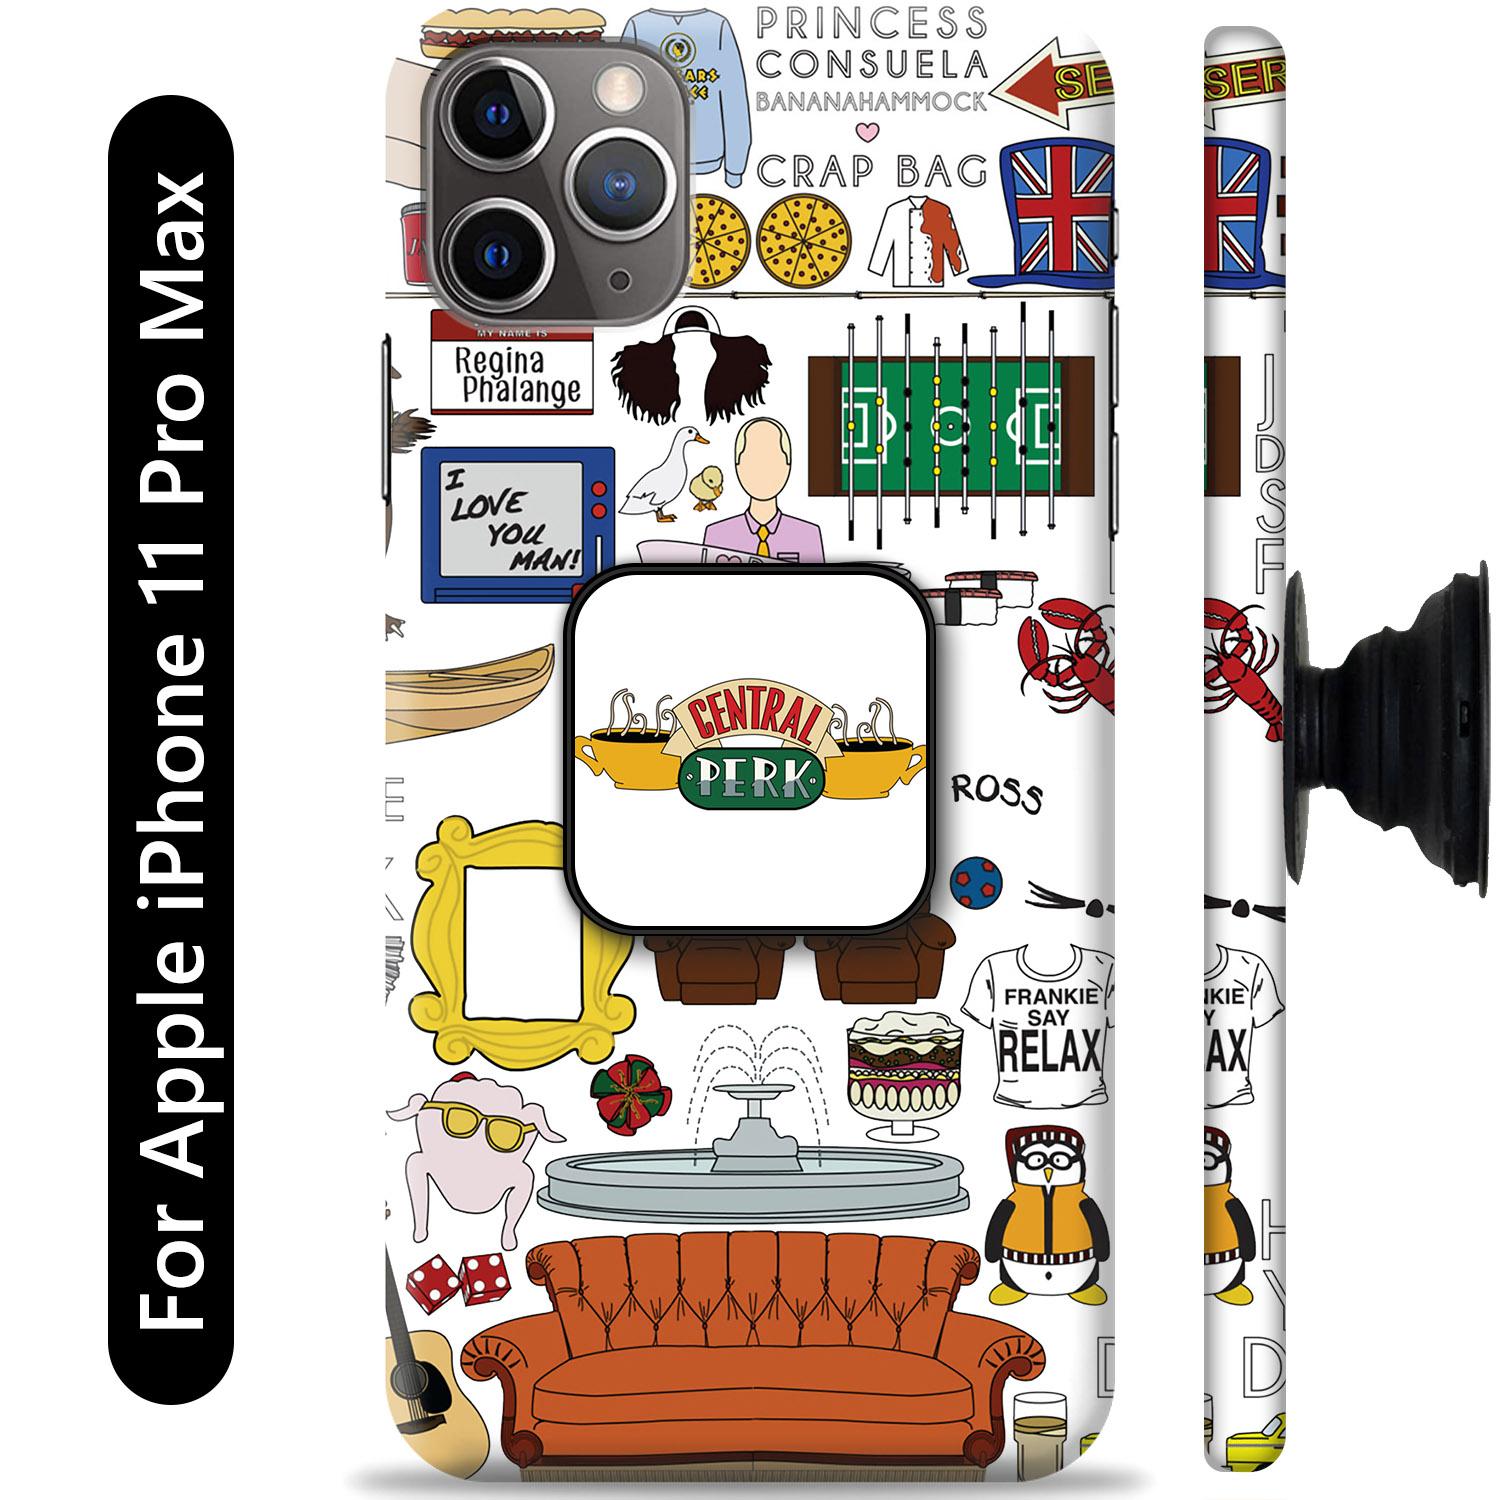 For Apple iPhone 11 Pro Max
PRINCESS
CONSUELA
BANANAHAMMOCK
CRAP BAG
MY NAME IS
Regina
Phalange
I
LOVE
YOU
MAN!
CENTRAL
PERK
ROSS
FRANKIE
SAY
RELAX